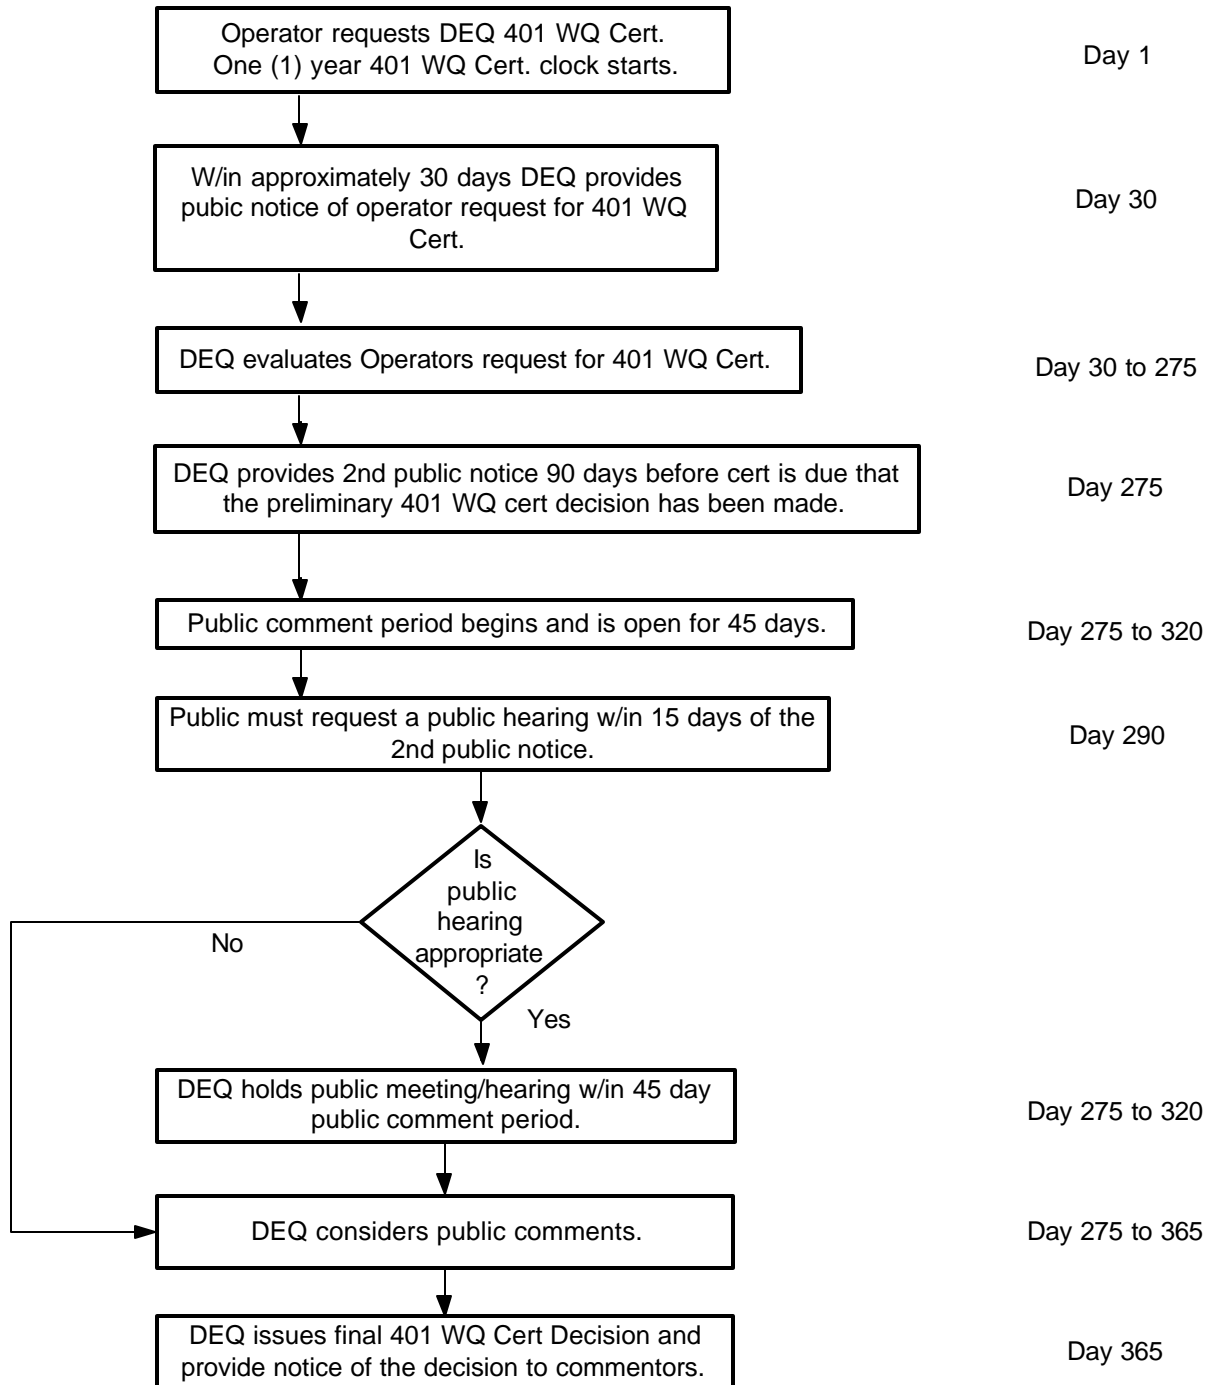 Operator requests DEQ 401 WQ Cert.
One (1) year 401 WQ Cert. clock starts.
Day 1
W/in approximately 30 days DEQ provides
pubic notice of operator request for 401 WQ
Cert.
Day 30
DEQ evaluates Operators request for 401 WQ Cert.
Day 30 to 275
DEQ provides 2nd public notice 90 days before cert is due that
the preliminary 401 WQ cert decision has been made.
Day 275
Public comment period begins and is open for 45 days.
Day 275 to 320
Public must request a public hearing w/in 15 days of the
2nd public notice.
Day 290
Is
public
hearing
appropriate
?
No
Yes
DEQ holds public meeting/hearing w/in 45 day
public comment period.
Day 275 to 320
DEQ considers public comments.
Day 275 to 365
DEQ issues final 401 WQ Cert Decision and
provide notice of the decision to commentors.
Day 365